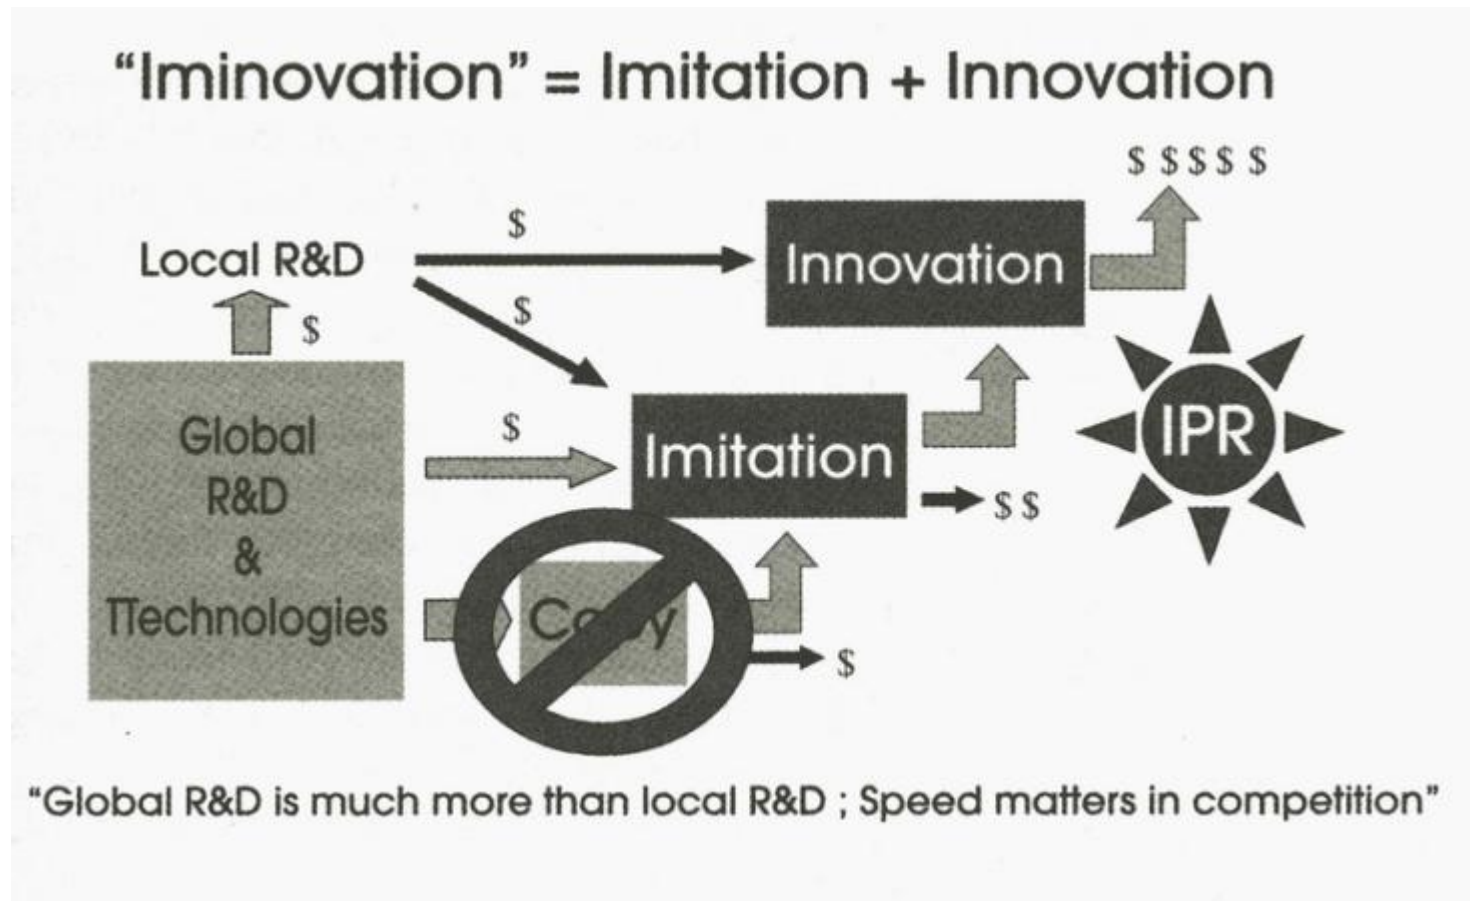 “Iminovation” = Imitation + Innovation
$ $ $ $ $
$
Local R&D
Innovation
$
$
Global
R&D
&
TTechnologies
$
Imitation
IPR
$ $
Copy
$
“Global R&D is much more than local R&D ; Speed matters in competition”